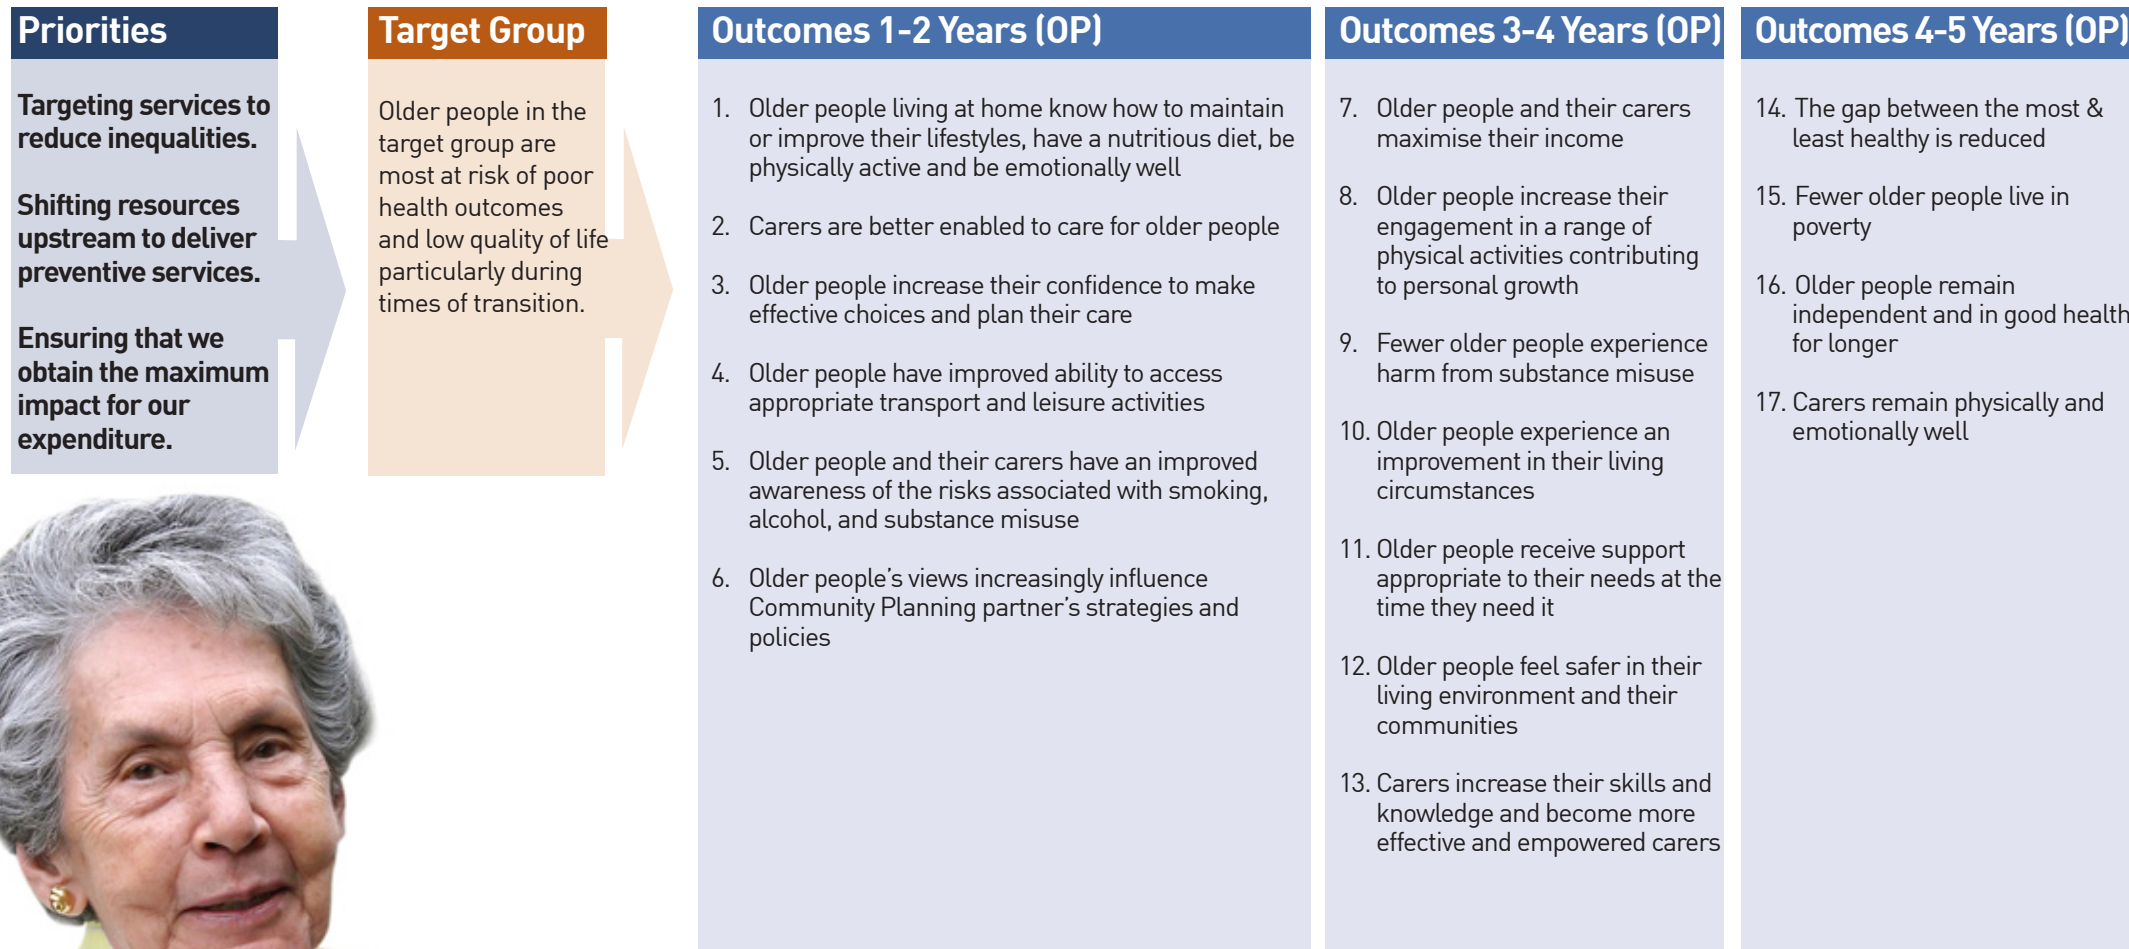 Priorities
Targeting services to
reduce inequalities.
Shifting resources
upstream to deliver
preventive services.
Ensuring that we
obtain the maximum
impact for our
expenditure.
Target Group
Older people in the
target group are
most at risk of poor
health outcomes
and low quality of life
particularly during
times of transition.
Outcomes 1-2 Years (OP)
1. Older people living at home know how to maintain
or improve their lifestyles, have a nutritious diet, be
physically active and be emotionally well
2. Carers are better enabled to care for older people
3. Older people increase their confidence to make
effective choices and plan their care
4. Older people have improved ability to access
appropriate transport and leisure activities
5. Older people and their carers have an improved
awareness of the risks associated with smoking,
alcohol, and substance misuse
6. Older people's views increasingly influence
Community Planning partner's strategies and
policies
Outcomes 3-4 Years (OP)
7. Older people and their carers
maximise their income
8. Older people increase their
engagement in a range of
physical activities contributing
to personal growth
9. Fewer older people experience
harm from substance misuse
10. Older people experience an
improvement in their living
circumstances
11. Older people receive support
appropriate to their needs at the
time they need it
12. Older people feel safer in their
living environment and their
communities
13. Carers increase their skills and
knowledge and become more
effective and empowered carers
Outcomes 4-5 Years (OP)
14. The gap between the most &
least healthy is reduced
15. Fewer older people live in
poverty
16. Older people remain
independent and in good health
for longer
17. Carers remain physically and
emotionally well